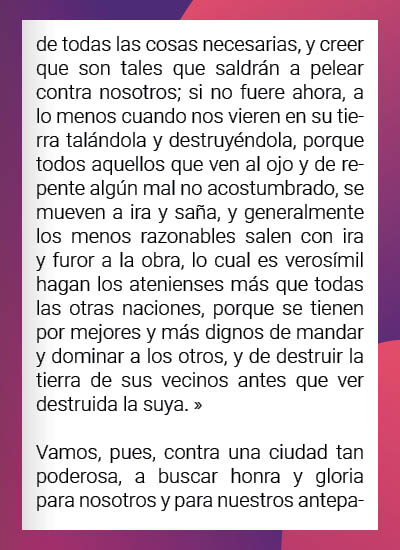 de todas las cosas necesarias, y creer
que son tales que saldrán a pelear
contra nosotros; si no fuere ahora, a
lo menos cuando nos vieren en su tie-
rra talándola y destruyéndola, porque
todos aquellos que ven al ojo y de re-
pente algún mal no acostumbrado, se
mueven a ira y saña, y generalmente
los menos razonables salen con ira
y furor a la obra, lo cual es verosímil
hagan los atenienses más que todas
las otras naciones, porque se tienen
por mejores y más dignos de mandar
y dominar a los otros, y de destruir la
tierra de sus vecinos antes que ver
destruida la suya. »

Vamos, pues, contra una ciudad tan
poderosa, a buscar honra y gloria
para nosotros y para nuestros antepa-